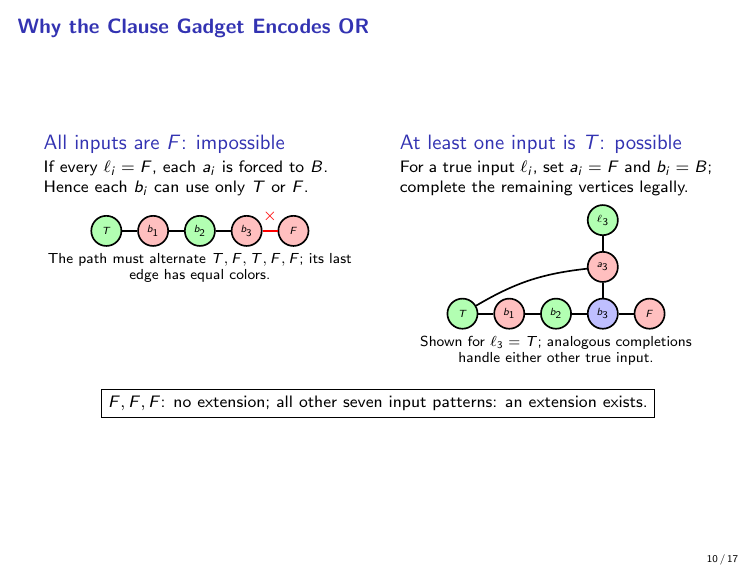 Why the Clause Gadget Encodes OR
All inputs are F: impossible
If every ℓᵢ = F, each aᵢ is forced to B.
Hence each bᵢ can use only T or F.
×
T b₁ b₂ b₃ F
The path must alternate T, F, T, F, F; its last
edge has equal colors.
At least one input is T: possible
For a true input ℓᵢ, set aᵢ = F and bᵢ = B;
complete the remaining vertices legally.
ℓ₃
a₃
T b₁ b₂ b₃ F
Shown for ℓ₃ = T; analogous completions
handle either other true input.
F, F, F: no extension; all other seven input patterns: an extension exists.
10 / 17